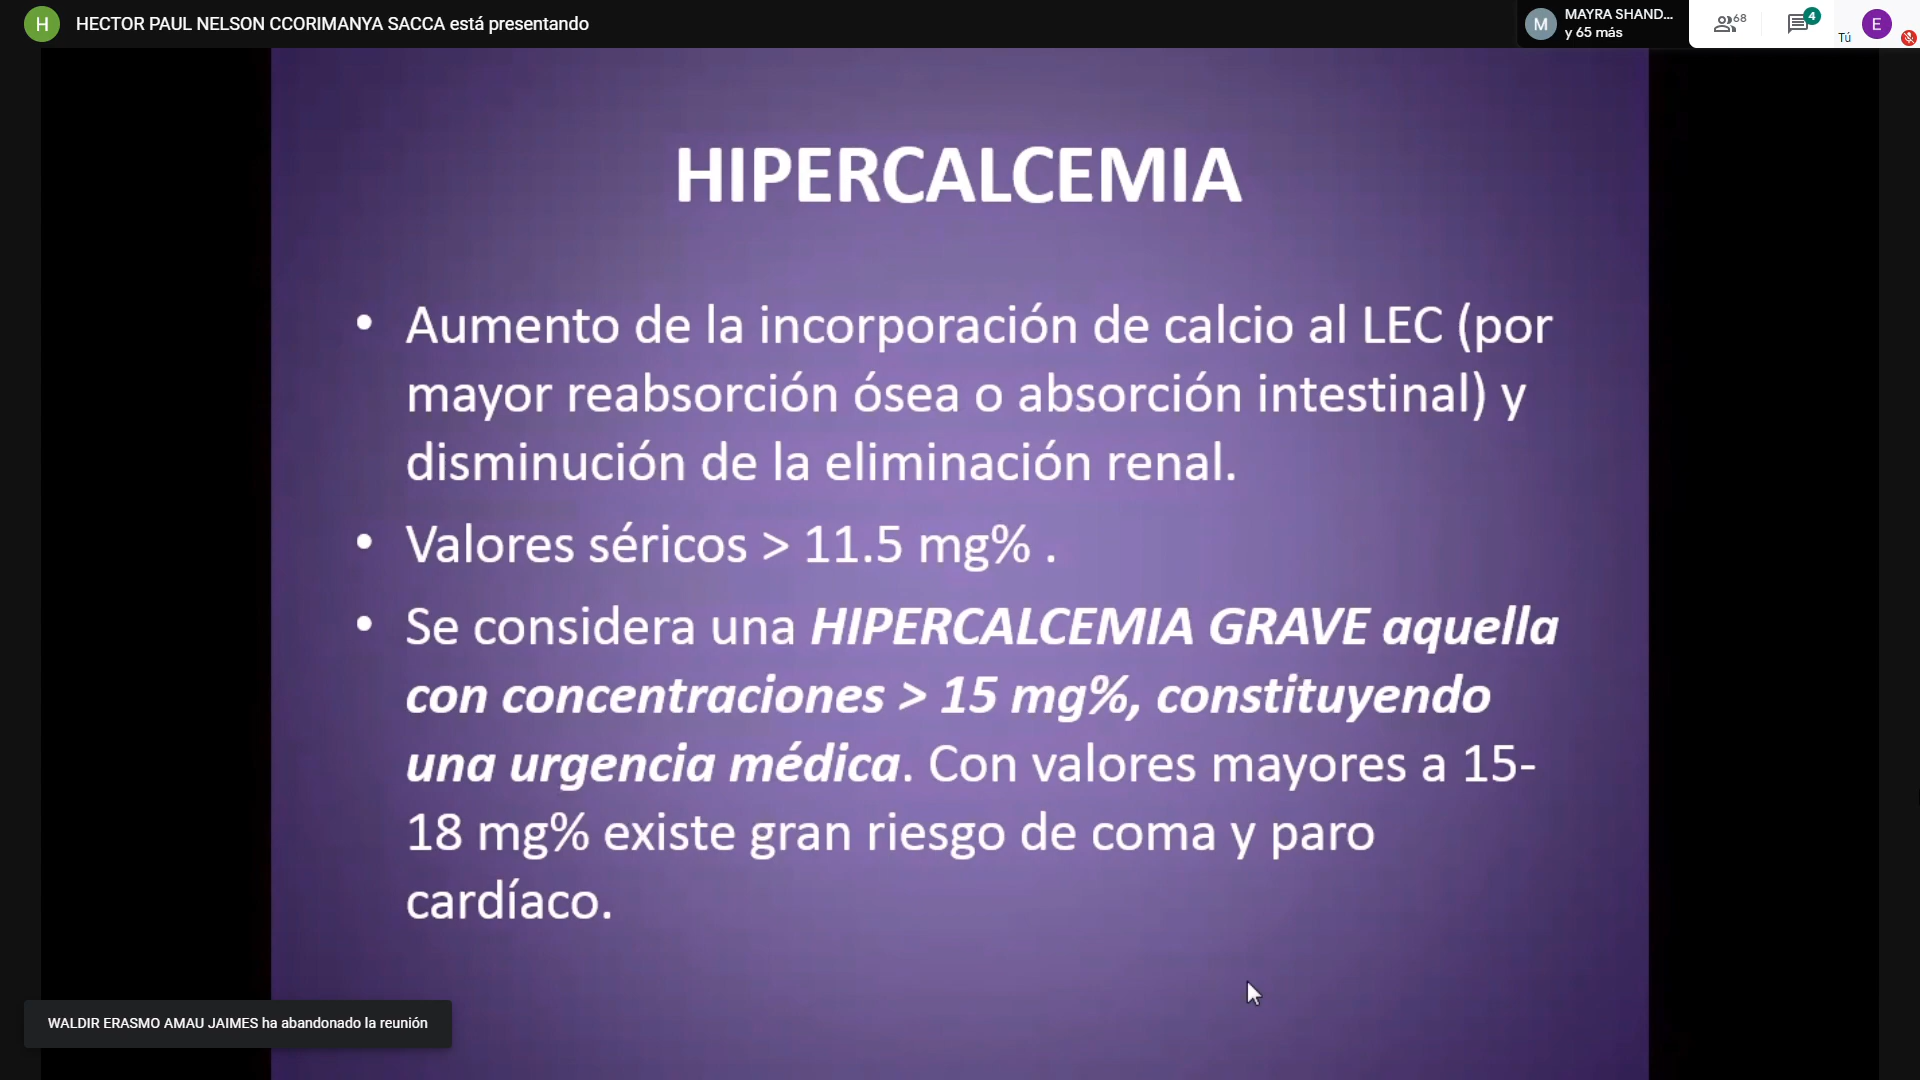 H HECTOR PAUL NELSON CCORIMANYA SACCA está presentando
M MAYRA SHAND...
y 65 más
68
4
Tú
E
HIPERCALCEMIA
• Aumento de la incorporación de calcio al LEC (por
mayor reabsorción ósea o absorción intestinal) y
disminución de la eliminación renal.
• Valores séricos > 11.5 mg% .
• Se considera una HIPERCALCEMIA GRAVE aquella
con concentraciones > 15 mg%, constituyendo
una urgencia médica. Con valores mayores a 15-
18 mg% existe gran riesgo de coma y paro
cardíaco.
WALDIR ERASMO AMAU JAIMES ha abandonado la reunión